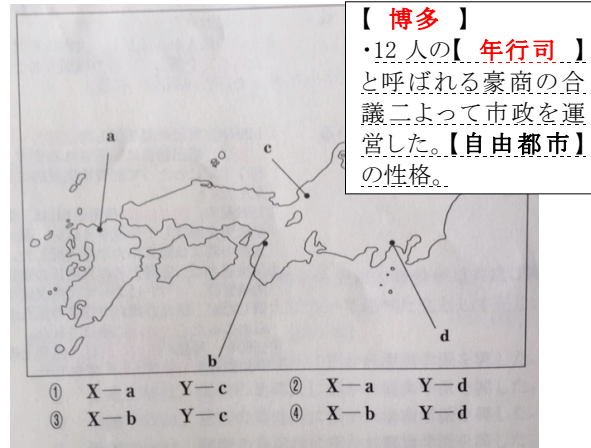 【 博多 】
・12 人の【 年行司 】
と呼ばれる豪商の合
議二よって市政を運
営した。【自由都市】
の性格。
a
c
b
d
① X―a Y―c ② X―a Y―d
③ X―b Y―c ④ X―b Y―d